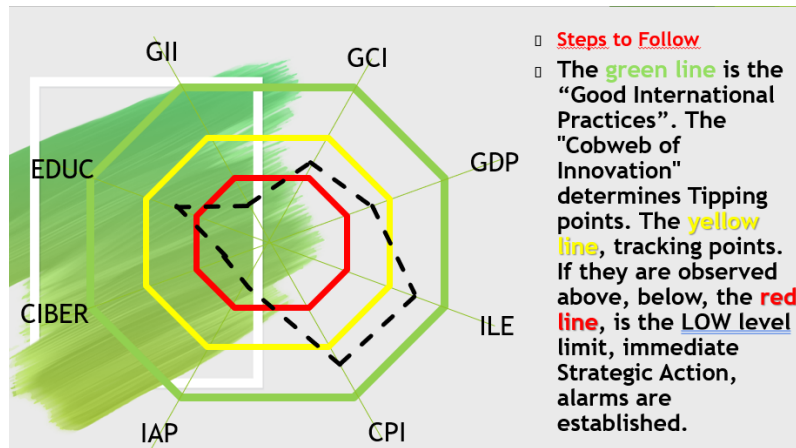 GII
GCI
EDUC
GDP
CIBER
ILE
IAP
CPI
Steps to Follow
The green line is the
“Good International
Practices”. The
"Cobweb of
Innovation"
determines Tipping
points. The yellow
line, tracking points.
If they are observed
above, below, the red
line, is the LOW level
limit, immediate
Strategic Action,
alarms are
established.